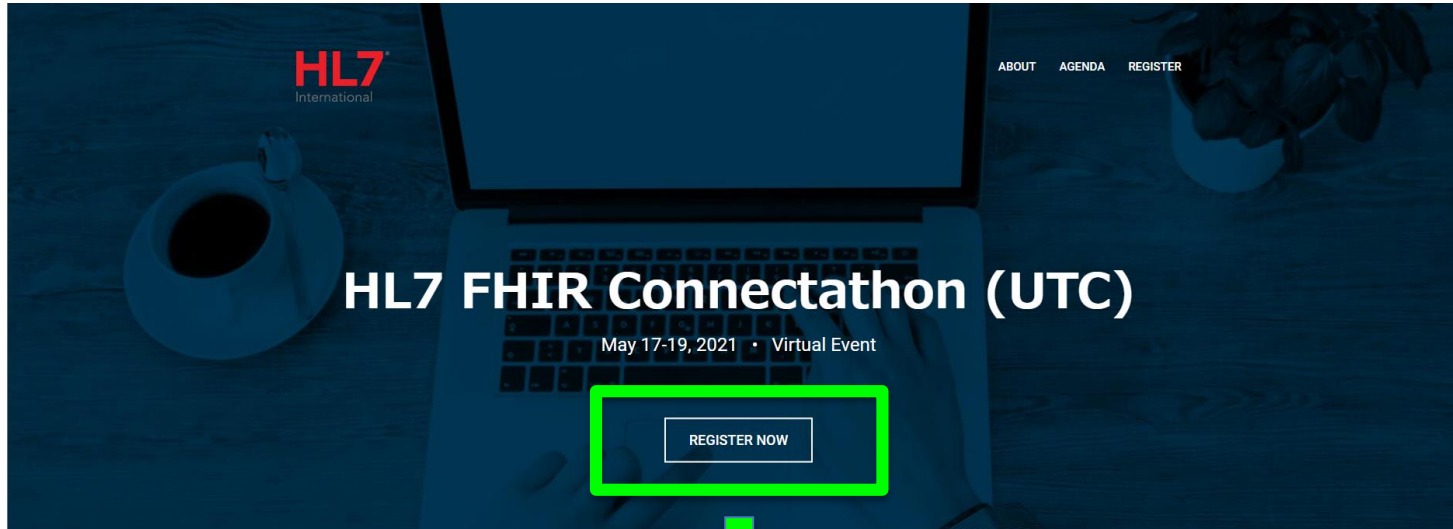 HL7
International
ABOUT AGENDA REGISTER
HL7 FHIR Connectathon (UTC)
May 17-19, 2021 • Virtual Event
REGISTER NOW